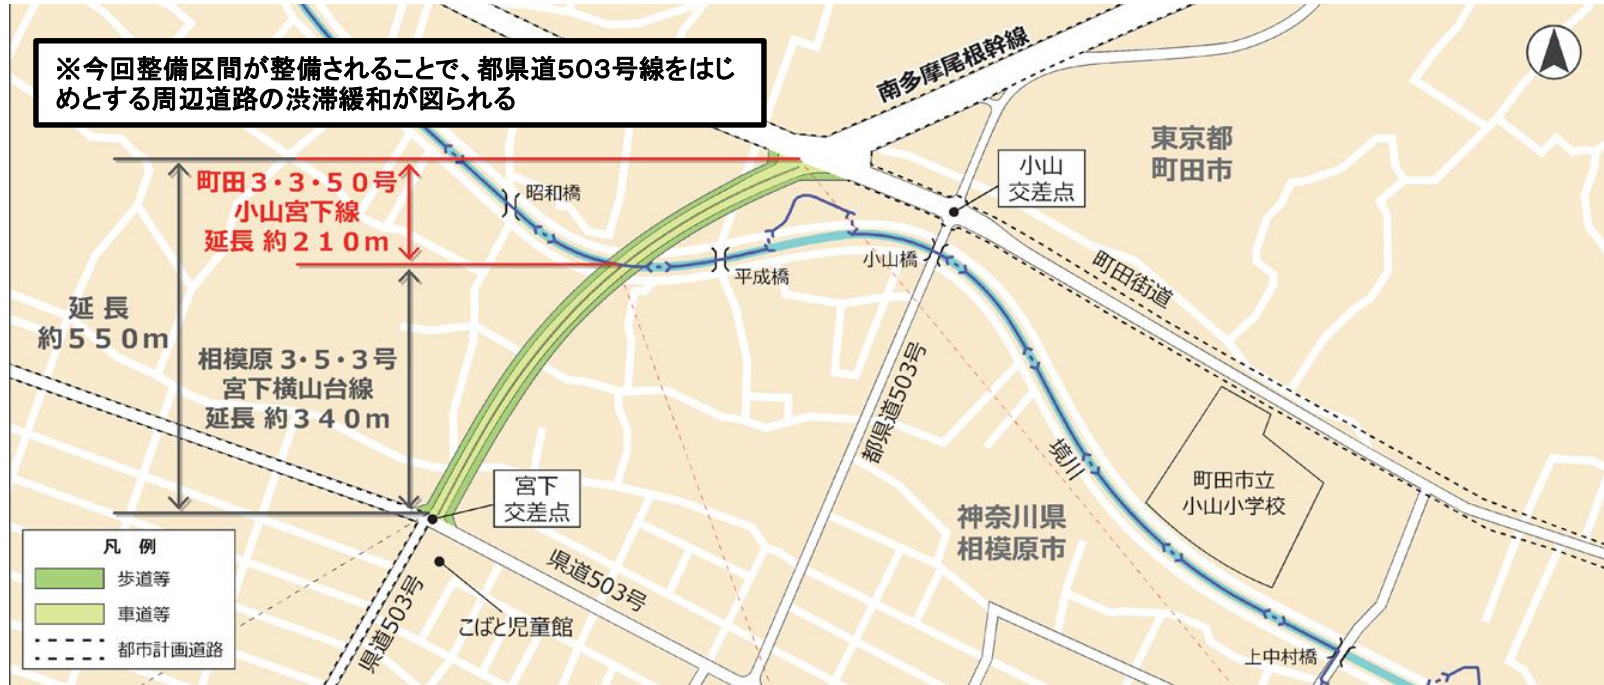 ※今回整備区間が整備されることで、都県道503号線をはじ
めとする周辺道路の渋滞緩和が図られる
南多摩尾根幹線
東京都
町田市
小山
交差点
町田3・3・50号
小山宮下線
延長 約210m
昭和橋
平成橋
小山橋
町田街道
延長
約550m
相模原3・5・3号
宮下横山台線
延長 約340m
都県道503号
境川
町田市立
小山小学校
宮下
交差点
神奈川県
相模原市
凡 例
歩道等
車道等
都市計画道路
県道503号
県道503号
こばと児童館
上中村橋